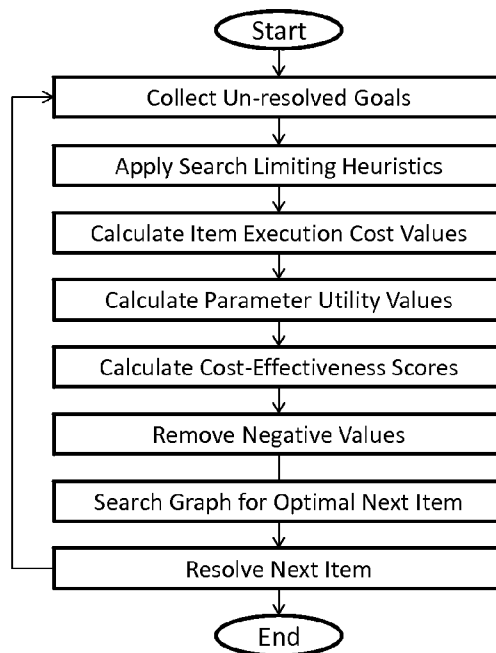 Start
Collect Un-resolved Goals
Apply Search Limiting Heuristics
Calculate Item Execution Cost Values
Calculate Parameter Utility Values
Calculate Cost-Effectiveness Scores
Remove Negative Values
Search Graph for Optimal Next Item
Resolve Next Item
End